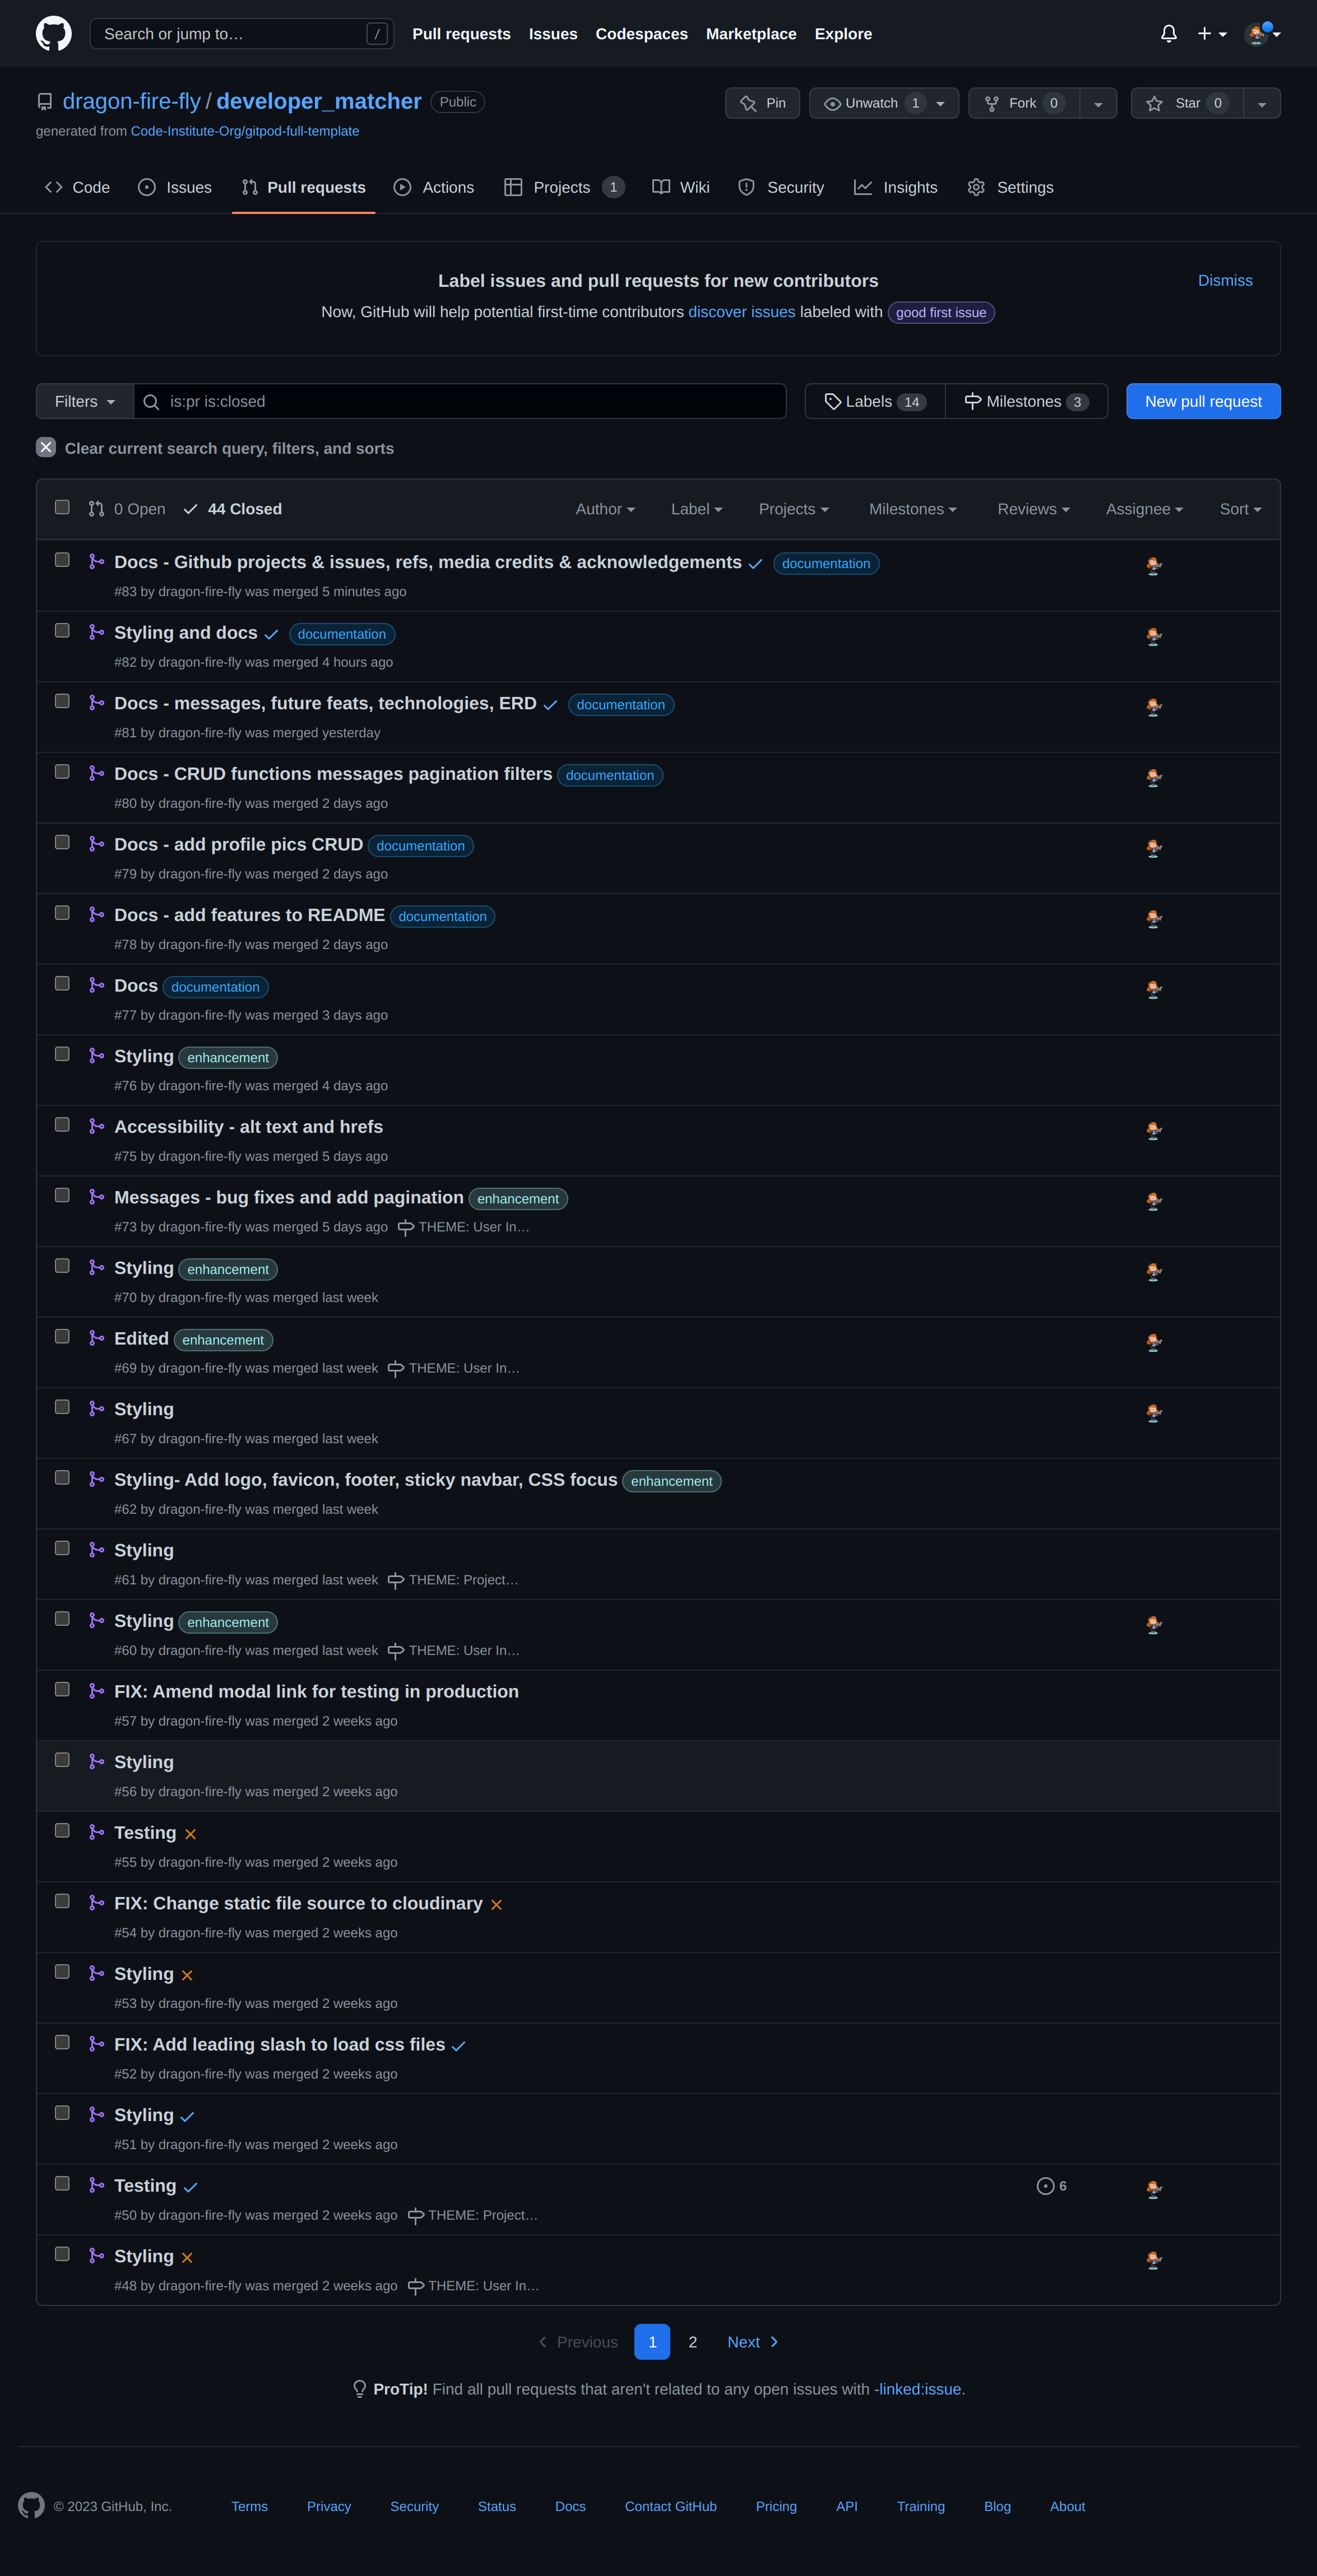 Search or jump to… / Pull requests Issues Codespaces Marketplace Explore
dragon-fire-fly / developer_matcher Public Pin Unwatch 1 Fork 0 Star 0
generated from Code-Institute-Org/gitpod-full-template
Code Issues Pull requests Actions Projects 1 Wiki Security Insights Settings
Label issues and pull requests for new contributors Dismiss
Now, GitHub will help potential first-time contributors discover issues labeled with good first issue
Filters is:pr is:closed Labels 14 Milestones 3 New pull request
Clear current search query, filters, and sorts
0 Open 44 Closed Author Label Projects Milestones Reviews Assignee Sort
Docs - Github projects & issues, refs, media credits & acknowledgements documentation
#83 by dragon-fire-fly was merged 5 minutes ago
Styling and docs documentation
#82 by dragon-fire-fly was merged 4 hours ago
Docs - messages, future feats, technologies, ERD documentation
#81 by dragon-fire-fly was merged yesterday
Docs - CRUD functions messages pagination filters documentation
#80 by dragon-fire-fly was merged 2 days ago
Docs - add profile pics CRUD documentation
#79 by dragon-fire-fly was merged 2 days ago
Docs - add features to README documentation
#78 by dragon-fire-fly was merged 2 days ago
Docs documentation
#77 by dragon-fire-fly was merged 3 days ago
Styling enhancement
#76 by dragon-fire-fly was merged 4 days ago
Accessibility - alt text and hrefs
#75 by dragon-fire-fly was merged 5 days ago
Messages - bug fixes and add pagination enhancement
#73 by dragon-fire-fly was merged 5 days ago THEME: User In…
Styling enhancement
#70 by dragon-fire-fly was merged last week
Edited enhancement
#69 by dragon-fire-fly was merged last week THEME: User In…
Styling
#67 by dragon-fire-fly was merged last week
Styling- Add logo, favicon, footer, sticky navbar, CSS focus enhancement
#62 by dragon-fire-fly was merged last week
Styling
#61 by dragon-fire-fly was merged last week THEME: Project…
Styling enhancement
#60 by dragon-fire-fly was merged last week THEME: User In…
FIX: Amend modal link for testing in production
#57 by dragon-fire-fly was merged 2 weeks ago
Styling
#56 by dragon-fire-fly was merged 2 weeks ago
Testing
#55 by dragon-fire-fly was merged 2 weeks ago
FIX: Change static file source to cloudinary
#54 by dragon-fire-fly was merged 2 weeks ago
Styling
#53 by dragon-fire-fly was merged 2 weeks ago
FIX: Add leading slash to load css files
#52 by dragon-fire-fly was merged 2 weeks ago
Styling
#51 by dragon-fire-fly was merged 2 weeks ago
Testing 6
#50 by dragon-fire-fly was merged 2 weeks ago THEME: Project…
Styling
#48 by dragon-fire-fly was merged 2 weeks ago THEME: User In…
Previous 1 2 Next
ProTip! Find all pull requests that aren't related to any open issues with -linked:issue.
© 2023 GitHub, Inc. Terms Privacy Security Status Docs Contact GitHub Pricing API Training Blog About